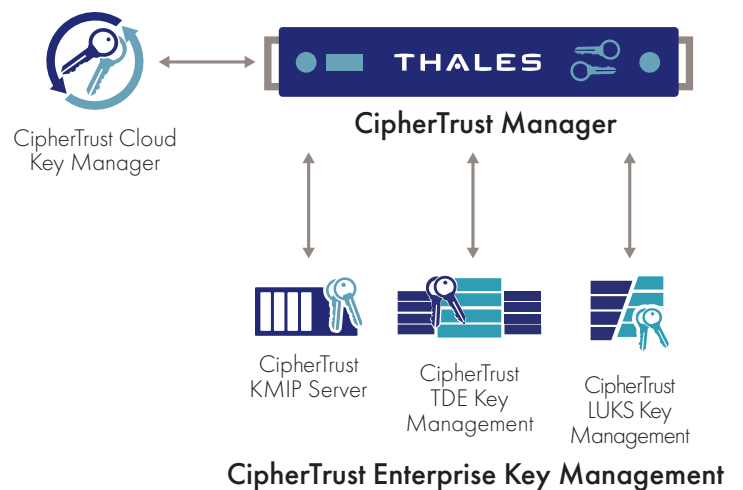 THALES
CipherTrust Cloud
Key Manager
CipherTrust Manager
CipherTrust
KMIP Server
CipherTrust
TDE Key
Management
CipherTrust
LUKS Key
Management
CipherTrust Enterprise Key Management